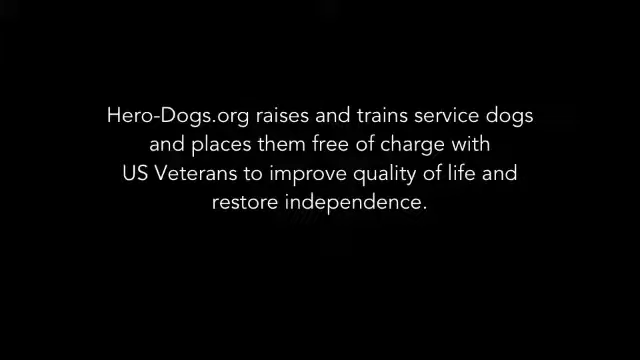 Hero-Dogs.org raises and trains service dogs
and places them free of charge with
US Veterans to improve quality of life and
restore independence.